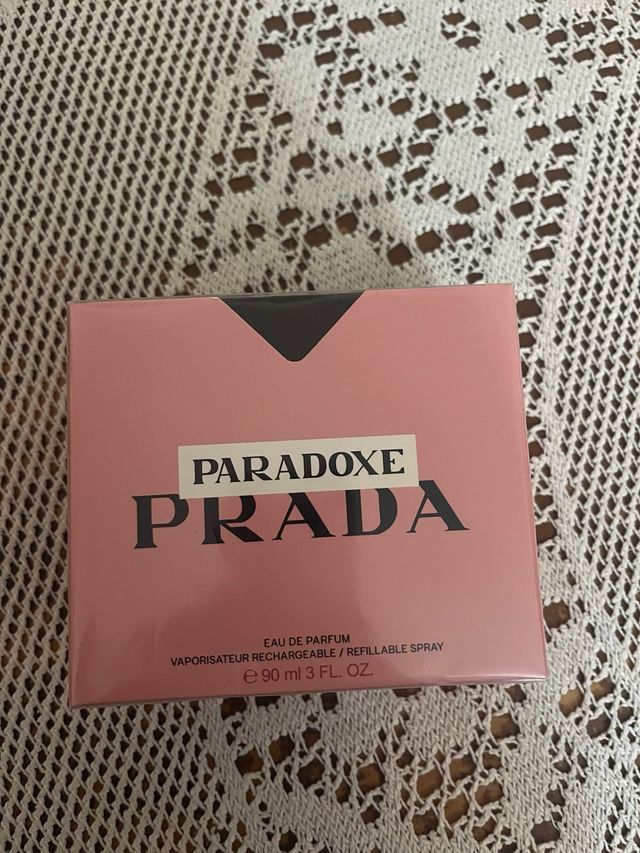 PARADOXE
PRADA
EAU DE PARFUM
VAPORISATEUR RECHARGEABLE / REFILLABLE SPRAY
℮ 90 ml 3 FL. OZ.